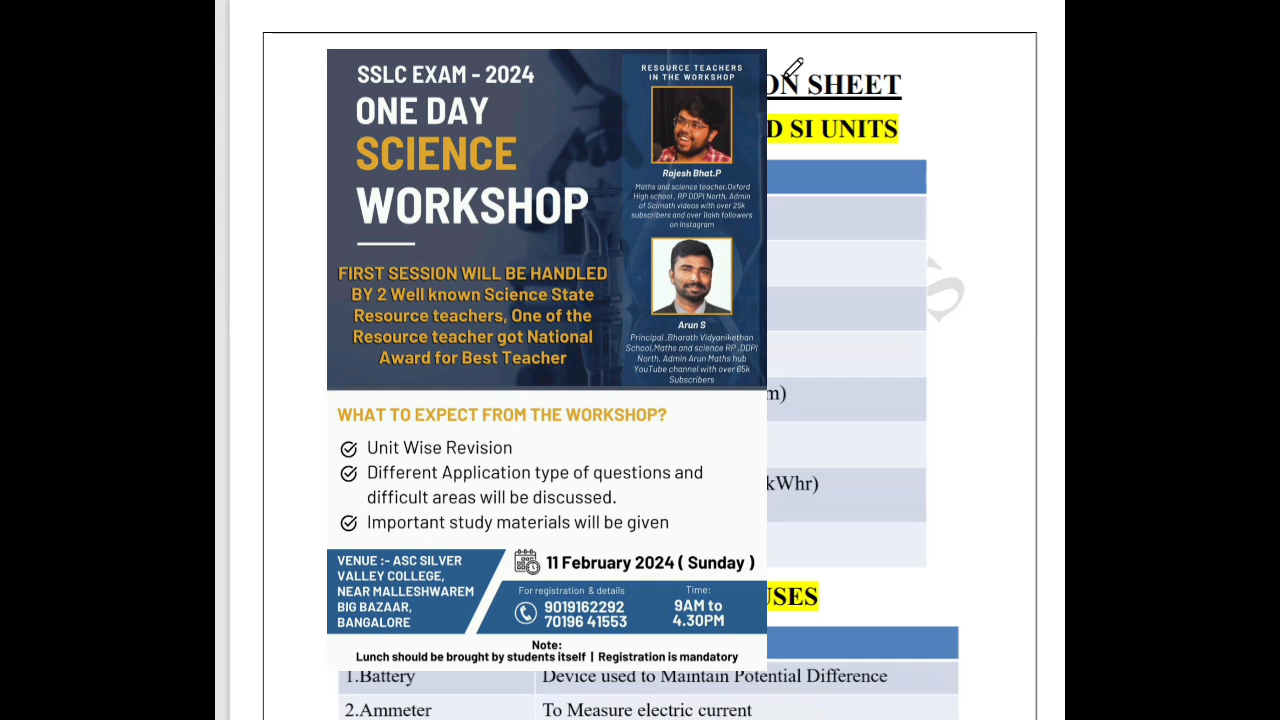 SSLC EXAM - 2024
ONE DAY
SCIENCE
WORKSHOP
FIRST SESSION WILL BE HANDLED
BY 2 Well known Science State
Resource teachers, One of the
Resource teacher got National
Award for Best Teacher
RESOURCE TEACHERS
IN THE WORKSHOP
Rajesh Bhat.P
Maths and science teacher,Oxford
High school , RP DDPI North, Admin
of Scimath videos with over 25k
subscribers and over 1lakh followers
on Instagram
Arun S
Principal ,Bharath Vidyanikethan
School,Maths and science RP ,DDPI
North, Admin Arun Maths hub
YouTube channel with over 65k
Subscribers
WHAT TO EXPECT FROM THE WORKSHOP?
Unit Wise Revision
Different Application type of questions and
difficult areas will be discussed.
Important study materials will be given
VENUE :- ASC SILVER
VALLEY COLLEGE,
NEAR MALLESHWAREM
BIG BAZAAR,
BANGALORE
11 February 2024 ( Sunday )
For registration & details
9019162292
70196 41553
Time:
9AM to
4.30PM
Note:
Lunch should be brought by students itself | Registration is mandatory
ON SHEET
D SI UNITS
m)
kWhr)
USES
1.Battery Device used to Maintain Potential Difference
2.Ammeter To Measure electric current